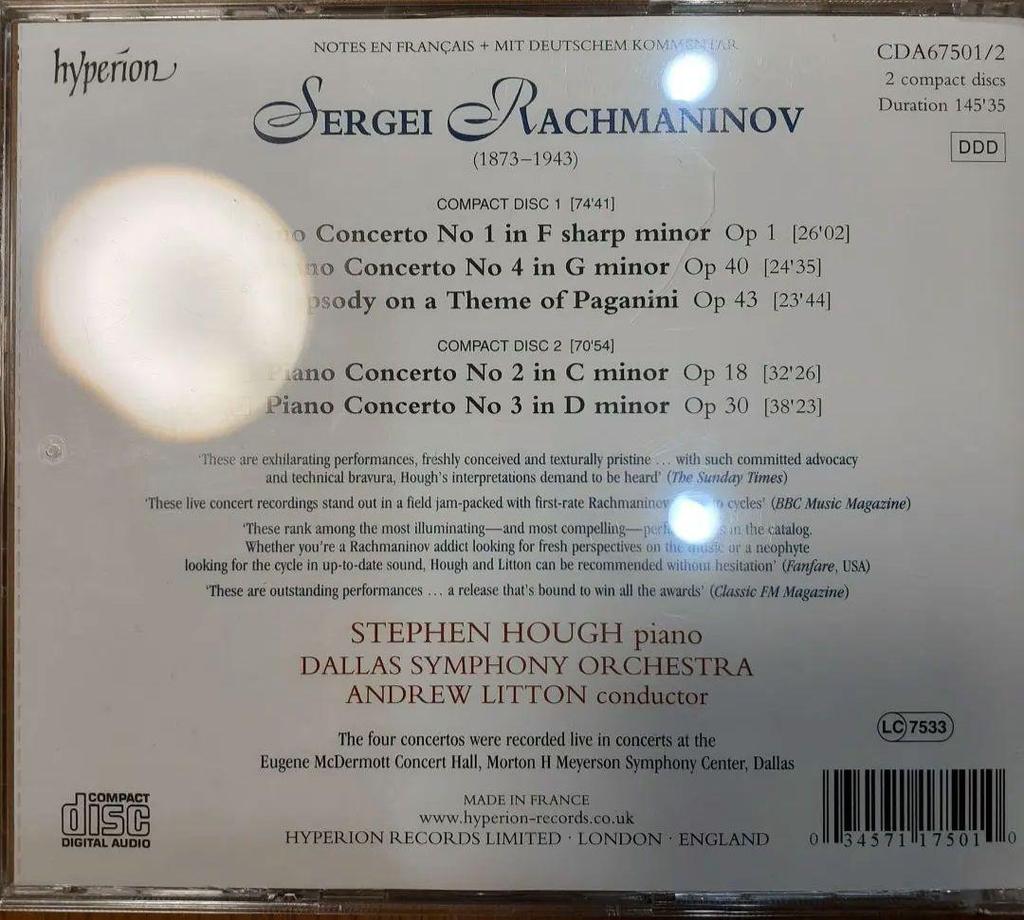 hyperion
NOTES EN FRANÇAIS + MIT DEUTSCHEM KOMMENTAR
CDA67501/2
2 compact discs
Duration 145'35
DDD
SERGEI RACHMANINOV
(1873–1943)
COMPACT DISC 1 [74'41]
Concerto No 1 in F sharp minor Op 1 [26'02]
Concerto No 4 in G minor Op 40 [24'35]
on a Theme of Paganini Op 43 [23'44]
COMPACT DISC 2 [70'54]
Piano Concerto No 2 in C minor Op 18 [32'26]
Piano Concerto No 3 in D minor Op 30 [38'23]
'These are exhilarating performances, freshly conceived and texturally pristine … with such committed advocacy
and technical bravura, Hough's interpretations demand to be heard' (The Sunday Times)
'These live concert recordings stand out in a field jam-packed with first-rate Rachmaninov cycles' (BBC Music Magazine)
'These rank among the most illuminating—and most compelling— in the catalog.
Whether you're a Rachmaninov addict looking for fresh perspectives on the music or a neophyte
looking for the cycle in up-to-date sound, Hough and Litton can be recommended without hesitation' (Fanfare, USA)
'These are outstanding performances … a release that's bound to win all the awards' (Classic FM Magazine)
STEPHEN HOUGH piano
DALLAS SYMPHONY ORCHESTRA
ANDREW LITTON conductor
The four concertos were recorded live in concerts at the
Eugene McDermott Concert Hall, Morton H Meyerson Symphony Center, Dallas
LC 7533
COMPACT
disc
DIGITAL AUDIO
MADE IN FRANCE
www.hyperion-records.co.uk
HYPERION RECORDS LIMITED · LONDON · ENGLAND
0 34571 17501 0